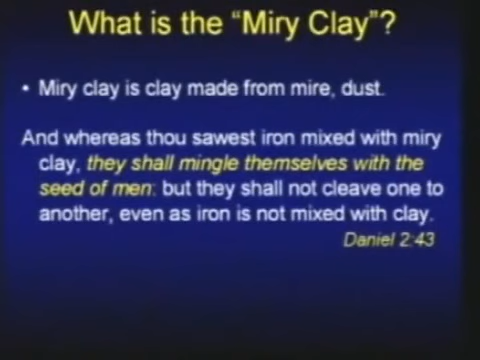 What is the “Miry Clay”?
• Miry clay is clay made from mire, dust.
And whereas thou sawest iron mixed with miry
clay, they shall mingle themselves with the
seed of men: but they shall not cleave one to
another, even as iron is not mixed with clay.
Daniel 2:43